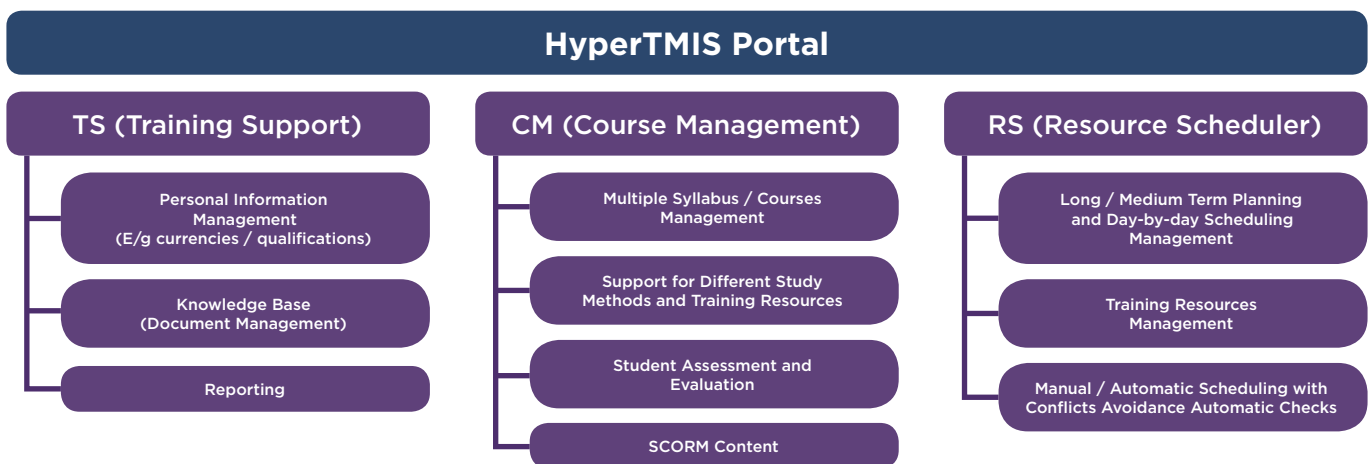 HyperTMIS Portal
TS (Training Support)
Personal Information
Management
(E/g currencies / qualifications)
Knowledge Base
(Document Management)
Reporting
CM (Course Management)
Multiple Syllabus / Courses
Management
Support for Different Study
Methods and Training Resources
Student Assessment and
Evaluation
SCORM Content
RS (Resource Scheduler)
Long / Medium Term Planning
and Day-by-day Scheduling
Management
Training Resources
Management
Manual / Automatic Scheduling with
Conflicts Avoidance Automatic Checks